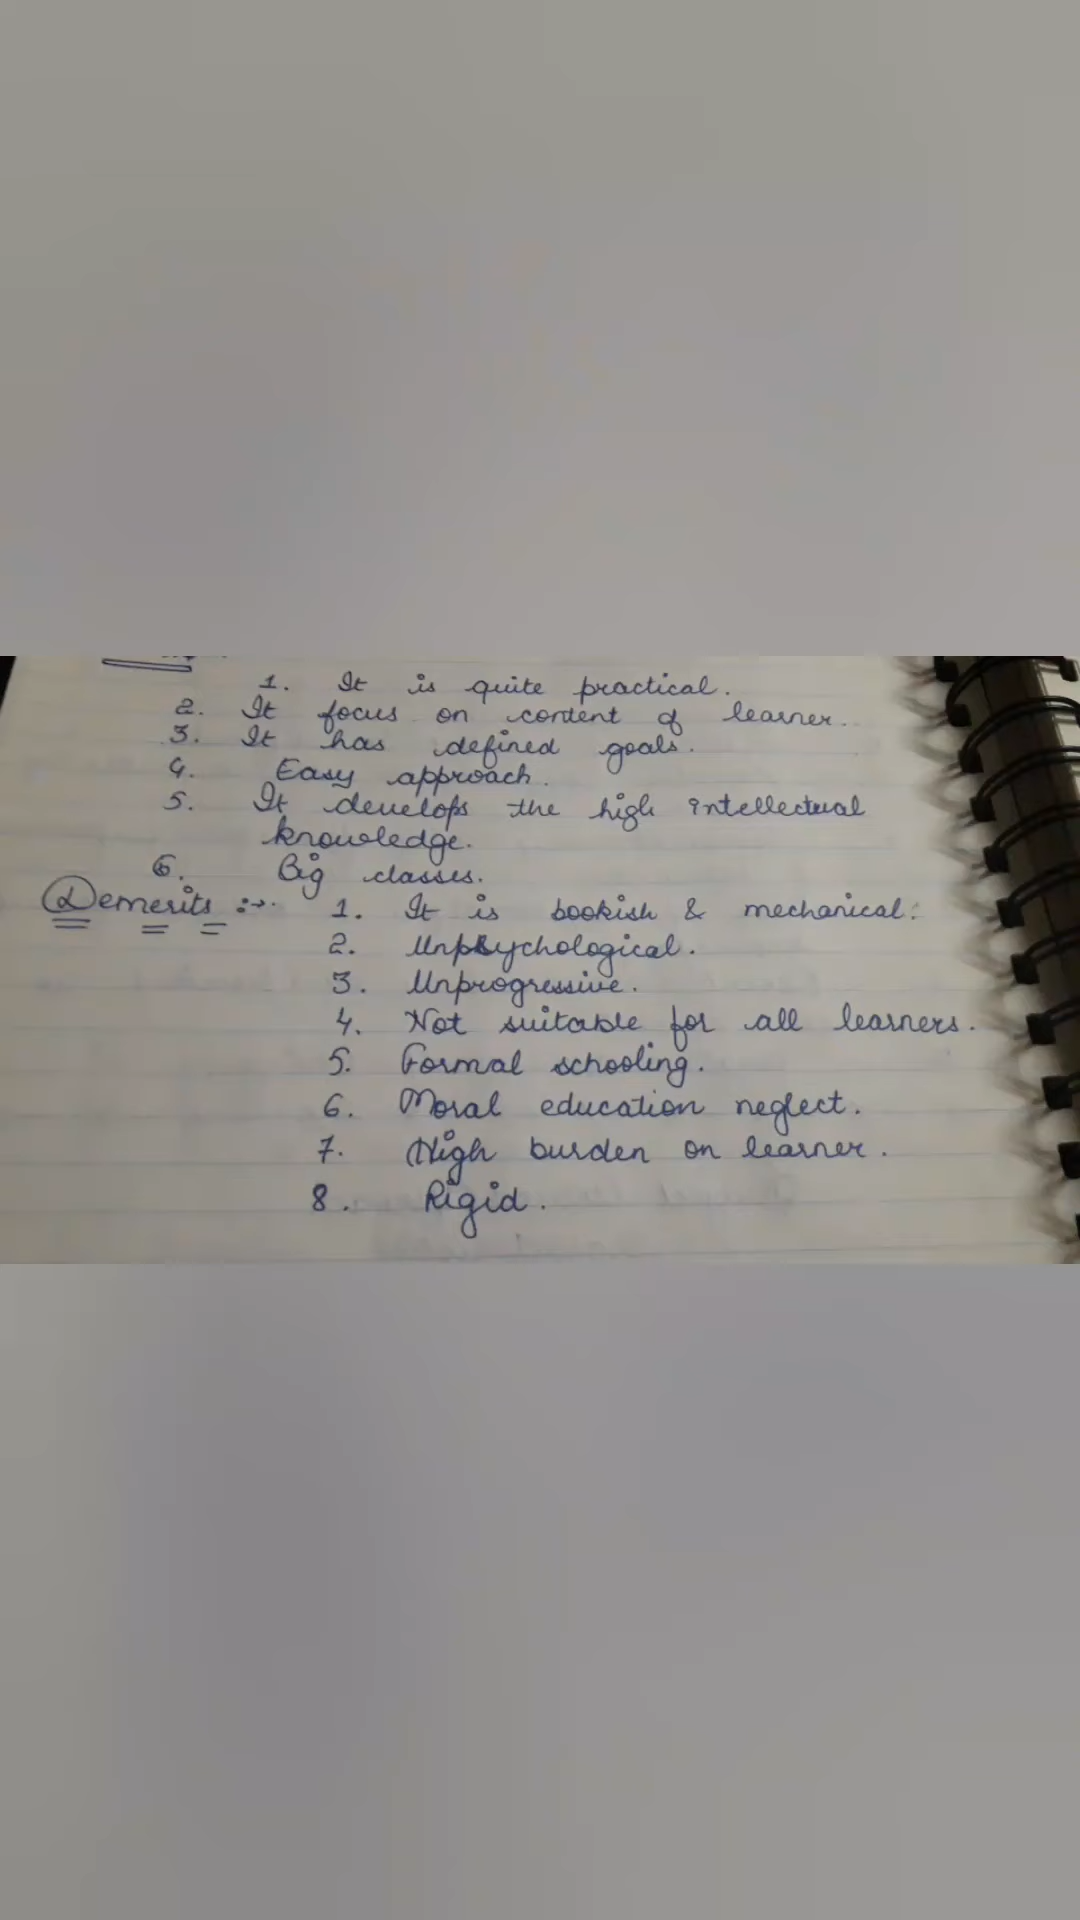 1. It is quite practical.
2. It focus on content of learner.
3. It has defined goals.
4. Easy approach.
5. It develops the high intellectual
knowledge.
6. Big classes.
Demerits :→. 1. It is bookish & mechanical.
2. Unpsychological.
3. Unprogressive.
4. Not suitable for all learners.
5. Formal schooling.
6. Moral education neglect.
7. High burden on learner.
8. Rigid.